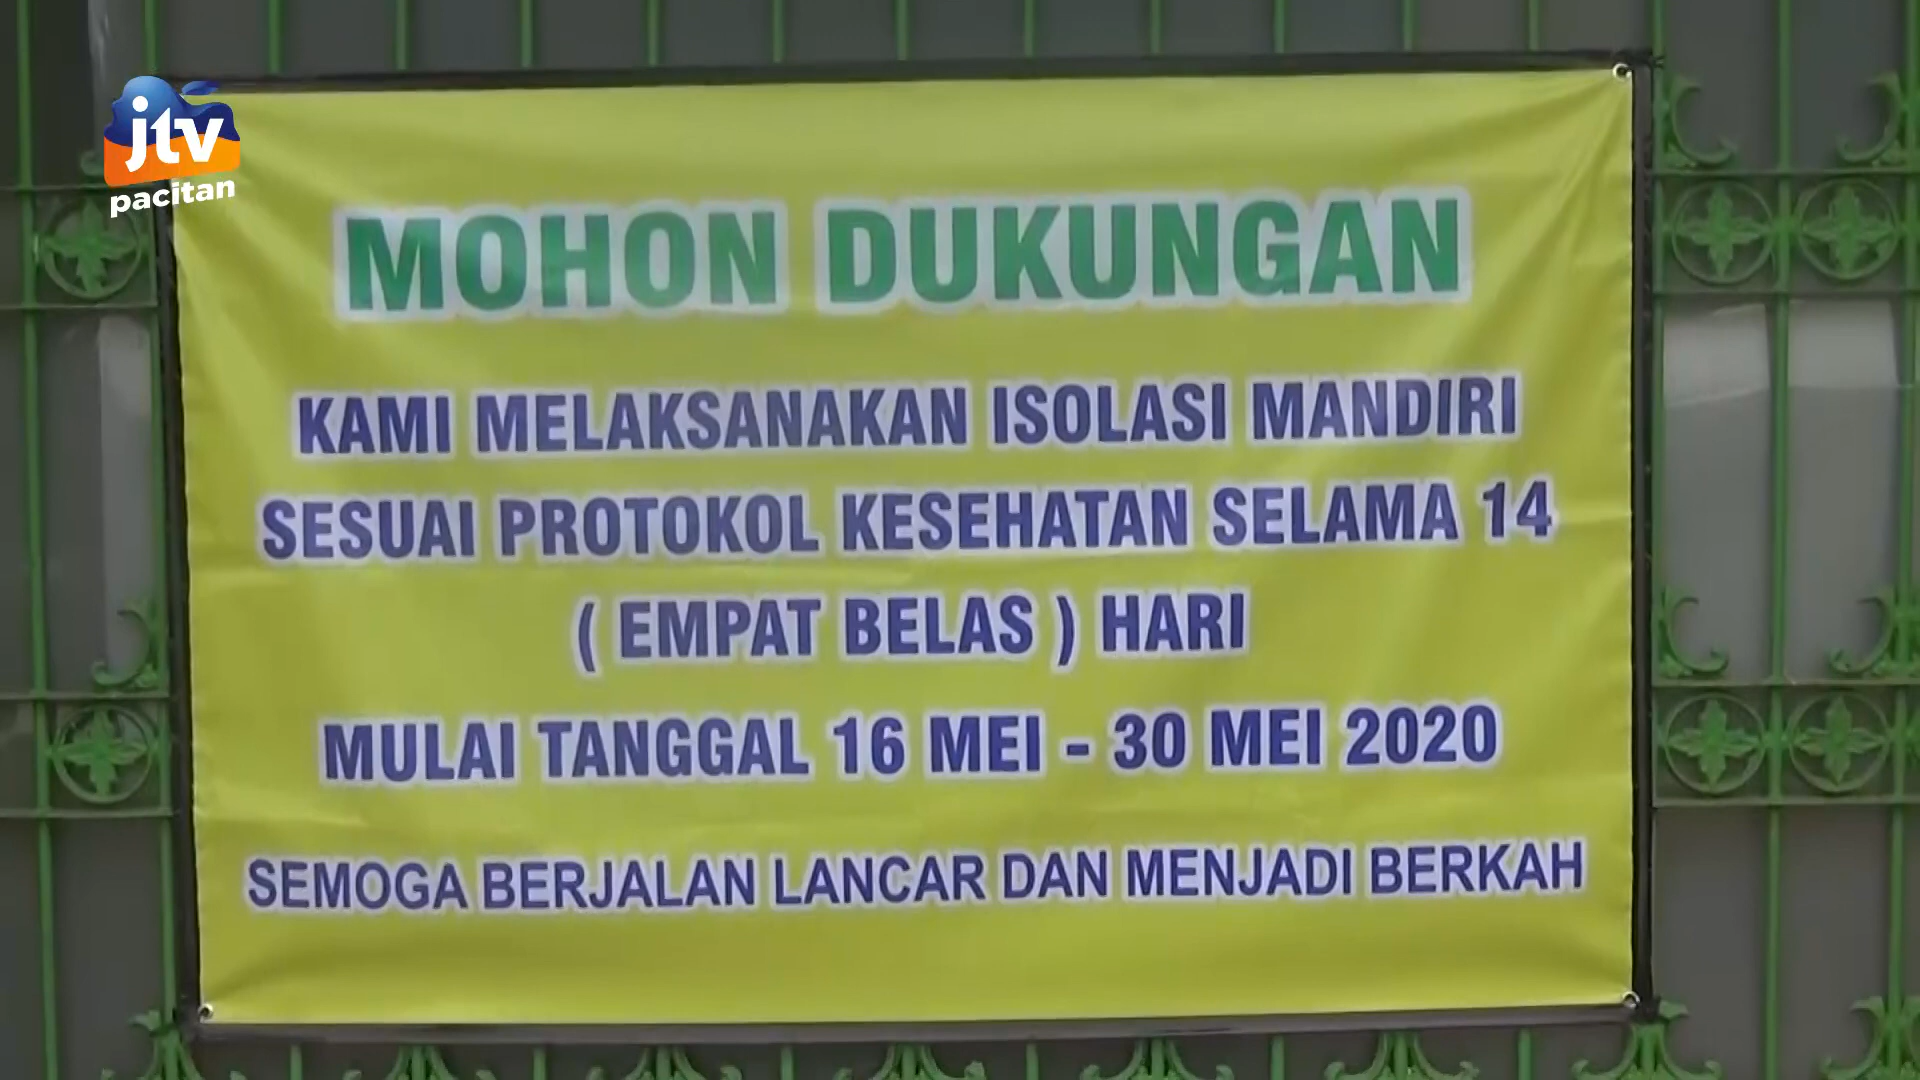 jtv
pacitan
MOHON DUKUNGAN
KAMI MELAKSANAKAN ISOLASI MANDIRI
SESUAI PROTOKOL KESEHATAN SELAMA 14
( EMPAT BELAS ) HARI
MULAI TANGGAL 16 MEI - 30 MEI 2020
SEMOGA BERJALAN LANCAR DAN MENJADI BERKAH